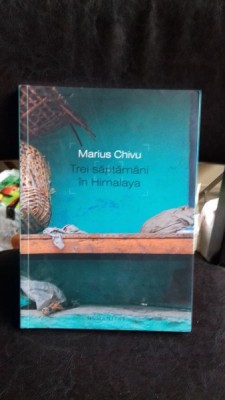 Marius Chivu
Trei săptămâni
în Himalaya